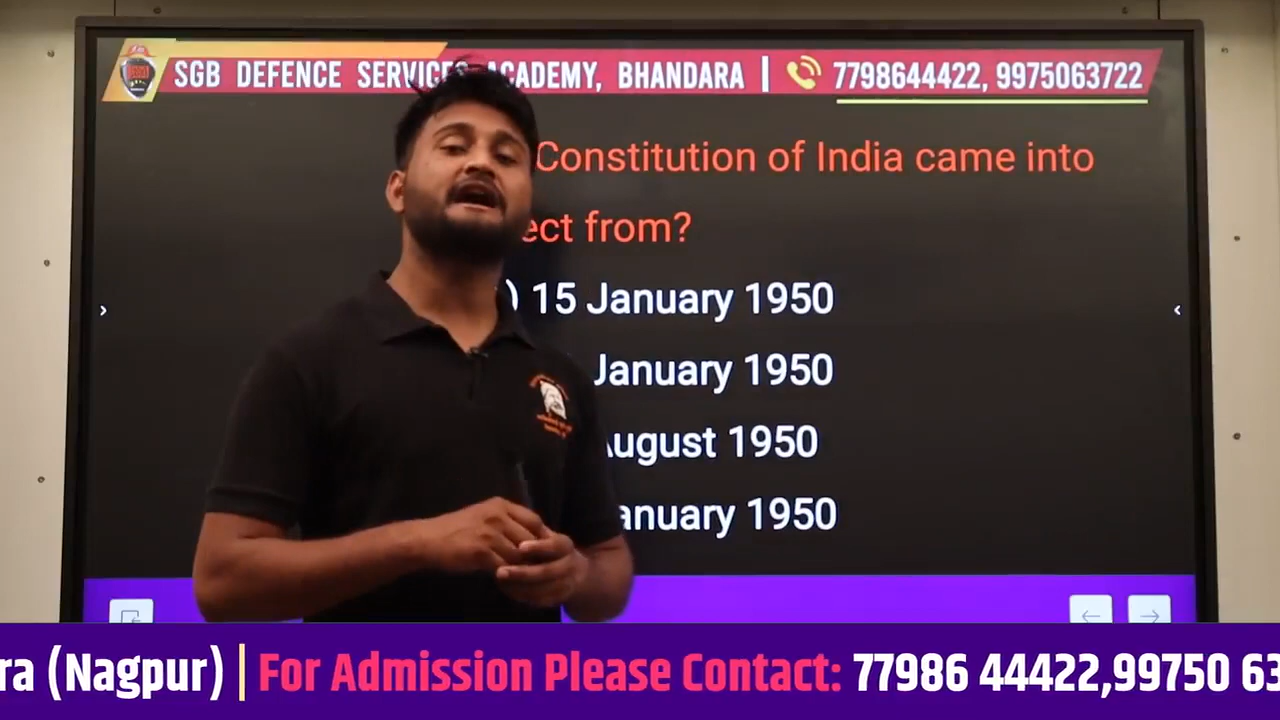 SGB DEFENCE SERVICES ACADEMY, BHANDARA | 7798644422, 9975063722
Constitution of India came into
ect from?
) 15 January 1950
January 1950
August 1950
anuary 1950
ra (Nagpur) | For Admission Please Contact: 77986 44422,99750 63